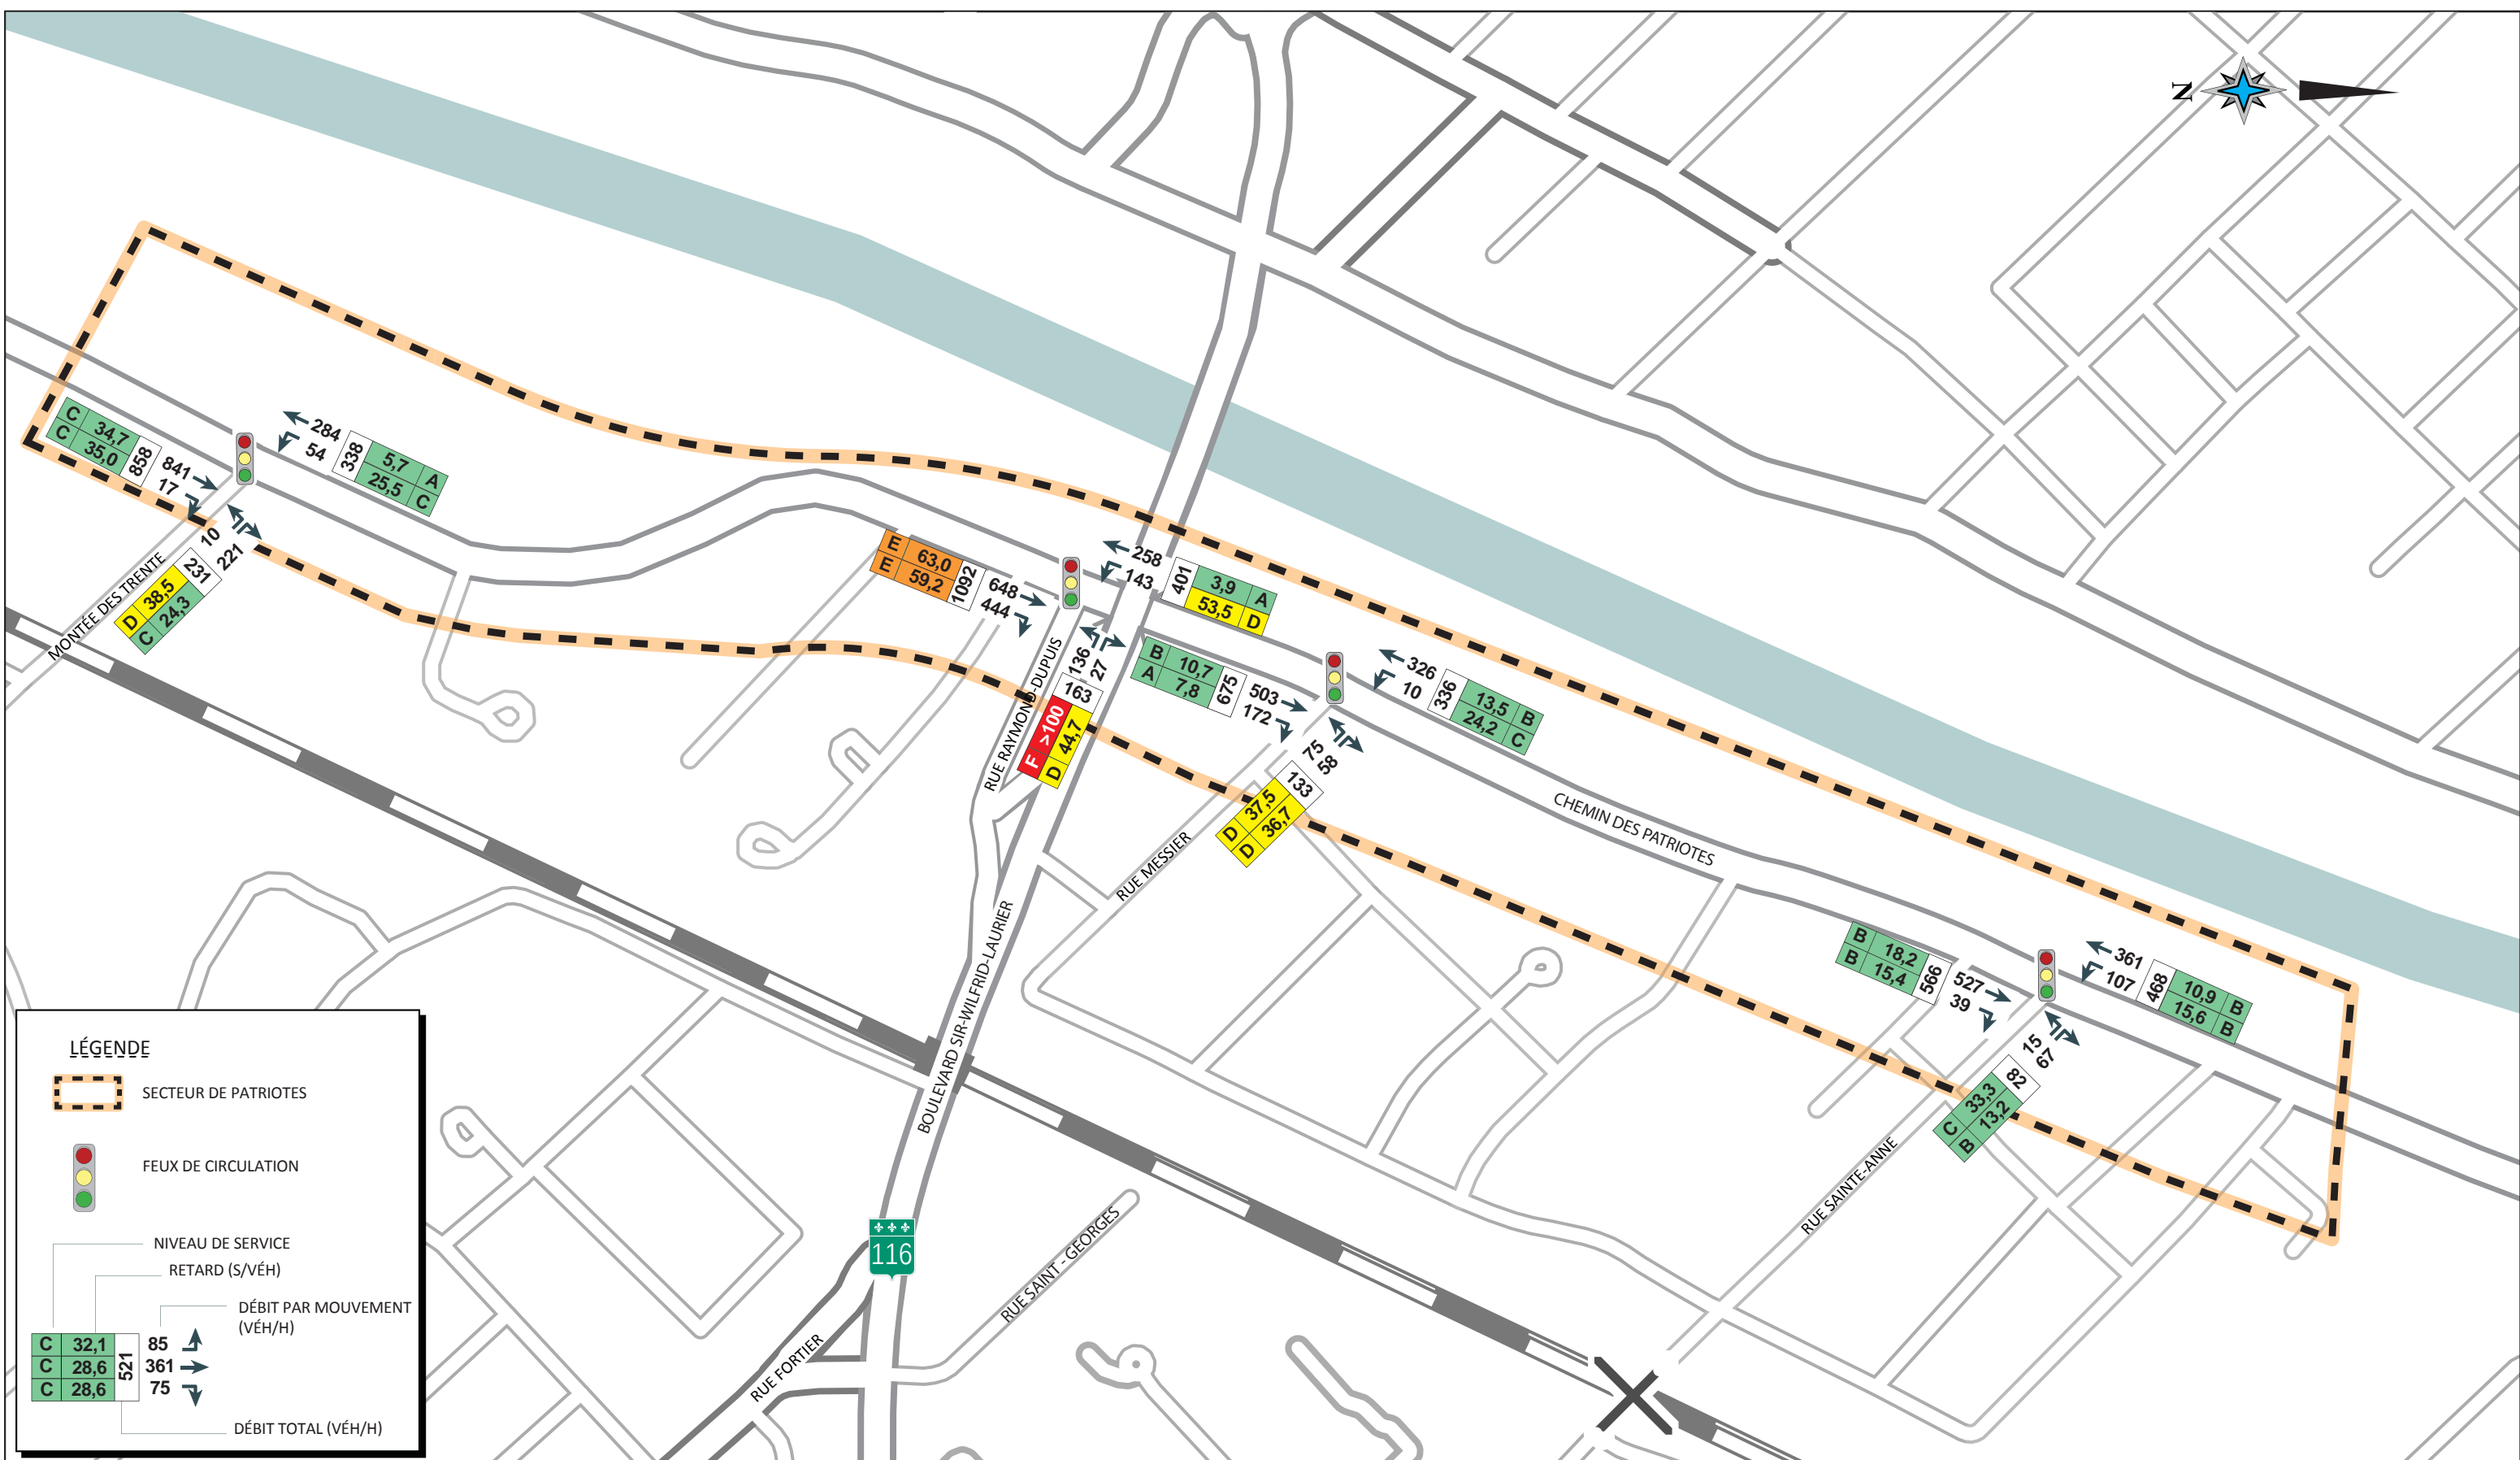 N
C 34,7
C 35,0
858
841
17
284
54
338
5,7 A
25,5 C
10
221
231
D 38,5
C 24,3
MONTÉE DES TRENTE
E 63,0
E 59,2
1092
648
444
258
143
401
3,9 A
53,5 D
136
27
163
F >100
D 44,7
RUE RAYMOND-DUPUIS
B 10,7
A 7,8
675
503
172
326
10
336
13,5 B
24,2 C
75
58
133
D 37,5
D 36,7
RUE MESSIER
CHEMIN DES PATRIOTES
BOULEVARD SIR-WILFRID-LAURIER
B 18,2
B 15,4
566
527
39
361
107
468
10,9 B
15,6 B
15
67
82
C 33,3
B 13,2
RUE SAINTE-ANNE
RUE SAINT - GEORGES
RUE FORTIER
116
LÉGENDE
SECTEUR DE PATRIOTES
FEUX DE CIRCULATION
NIVEAU DE SERVICE
RETARD (S/VÉH)
DÉBIT PAR MOUVEMENT
(VÉH/H)
C 32,1
C 28,6
C 28,6
521
85
361
75
DÉBIT TOTAL (VÉH/H)